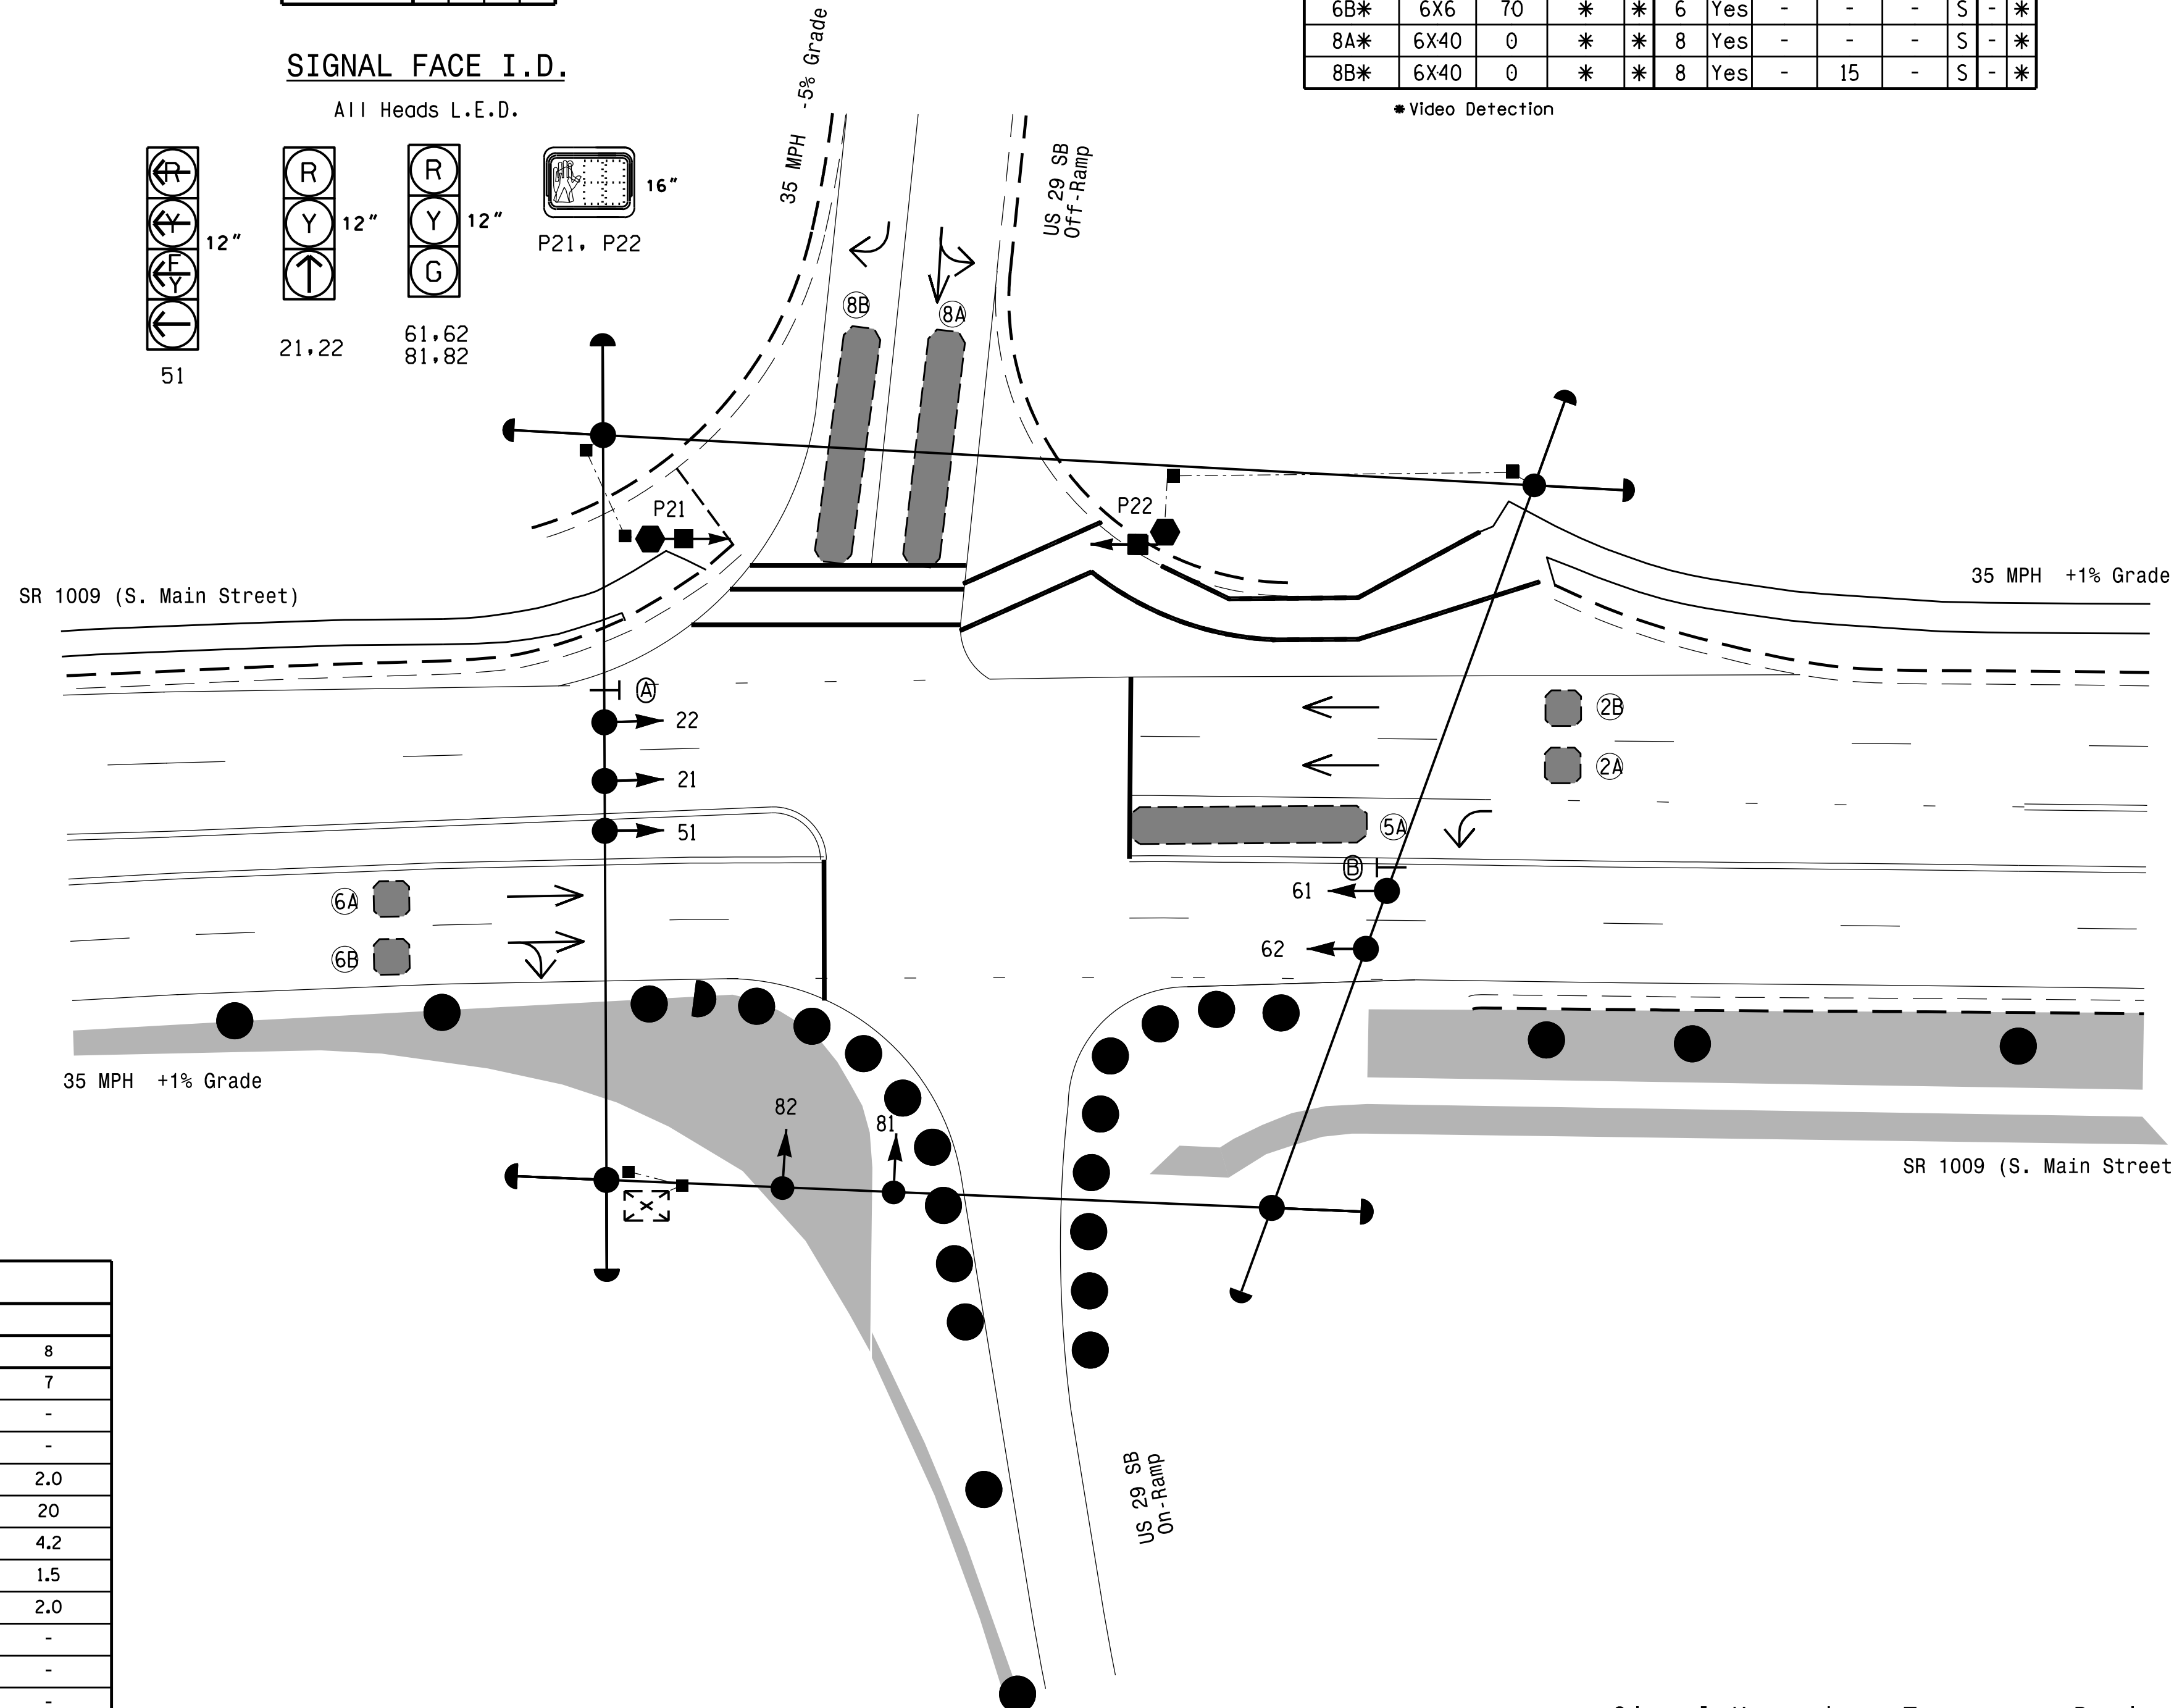 6B* 6X6 70 * * 6 Yes - - - S - *
8A* 6X40 0 * * 8 Yes - - - S - *
8B* 6X40 0 * * 8 Yes - 15 - S - *
* Video Detection
SIGNAL FACE I.D.
All Heads L.E.D.
R
Y
F
Y
12"
51
R
Y
12"
21,22
R
Y
G
12"
61,62
81,82
16"
P21, P22
35 MPH -5% Grade
US 29 SB
Off-Ramp
8B
8A
P21
P22
SR 1009 (S. Main Street)
35 MPH +1% Grade
A
22
21
51
2B
2A
5A
B
61
62
6A
6B
35 MPH +1% Grade
82
81
X
SR 1009 (S. Main Street
US 29 SB
On-Ramp
8
7
-
-
2.0
20
4.2
1.5
2.0
-
-
-